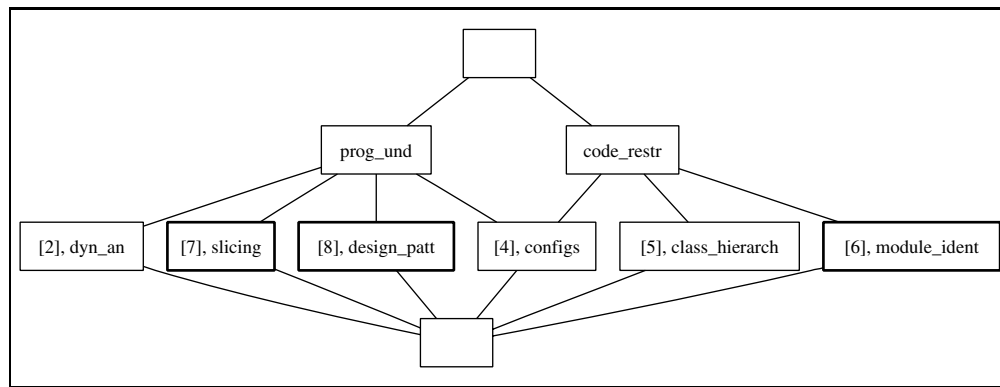 prog_und
code_restr
[2], dyn_an
[7], slicing
[8], design_patt
[4], configs
[5], class_hierarch
[6], module_ident